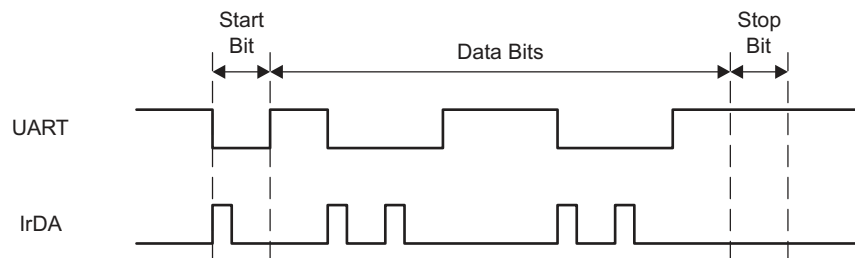 Start
Bit
Data Bits
Stop
Bit
UART
IrDA